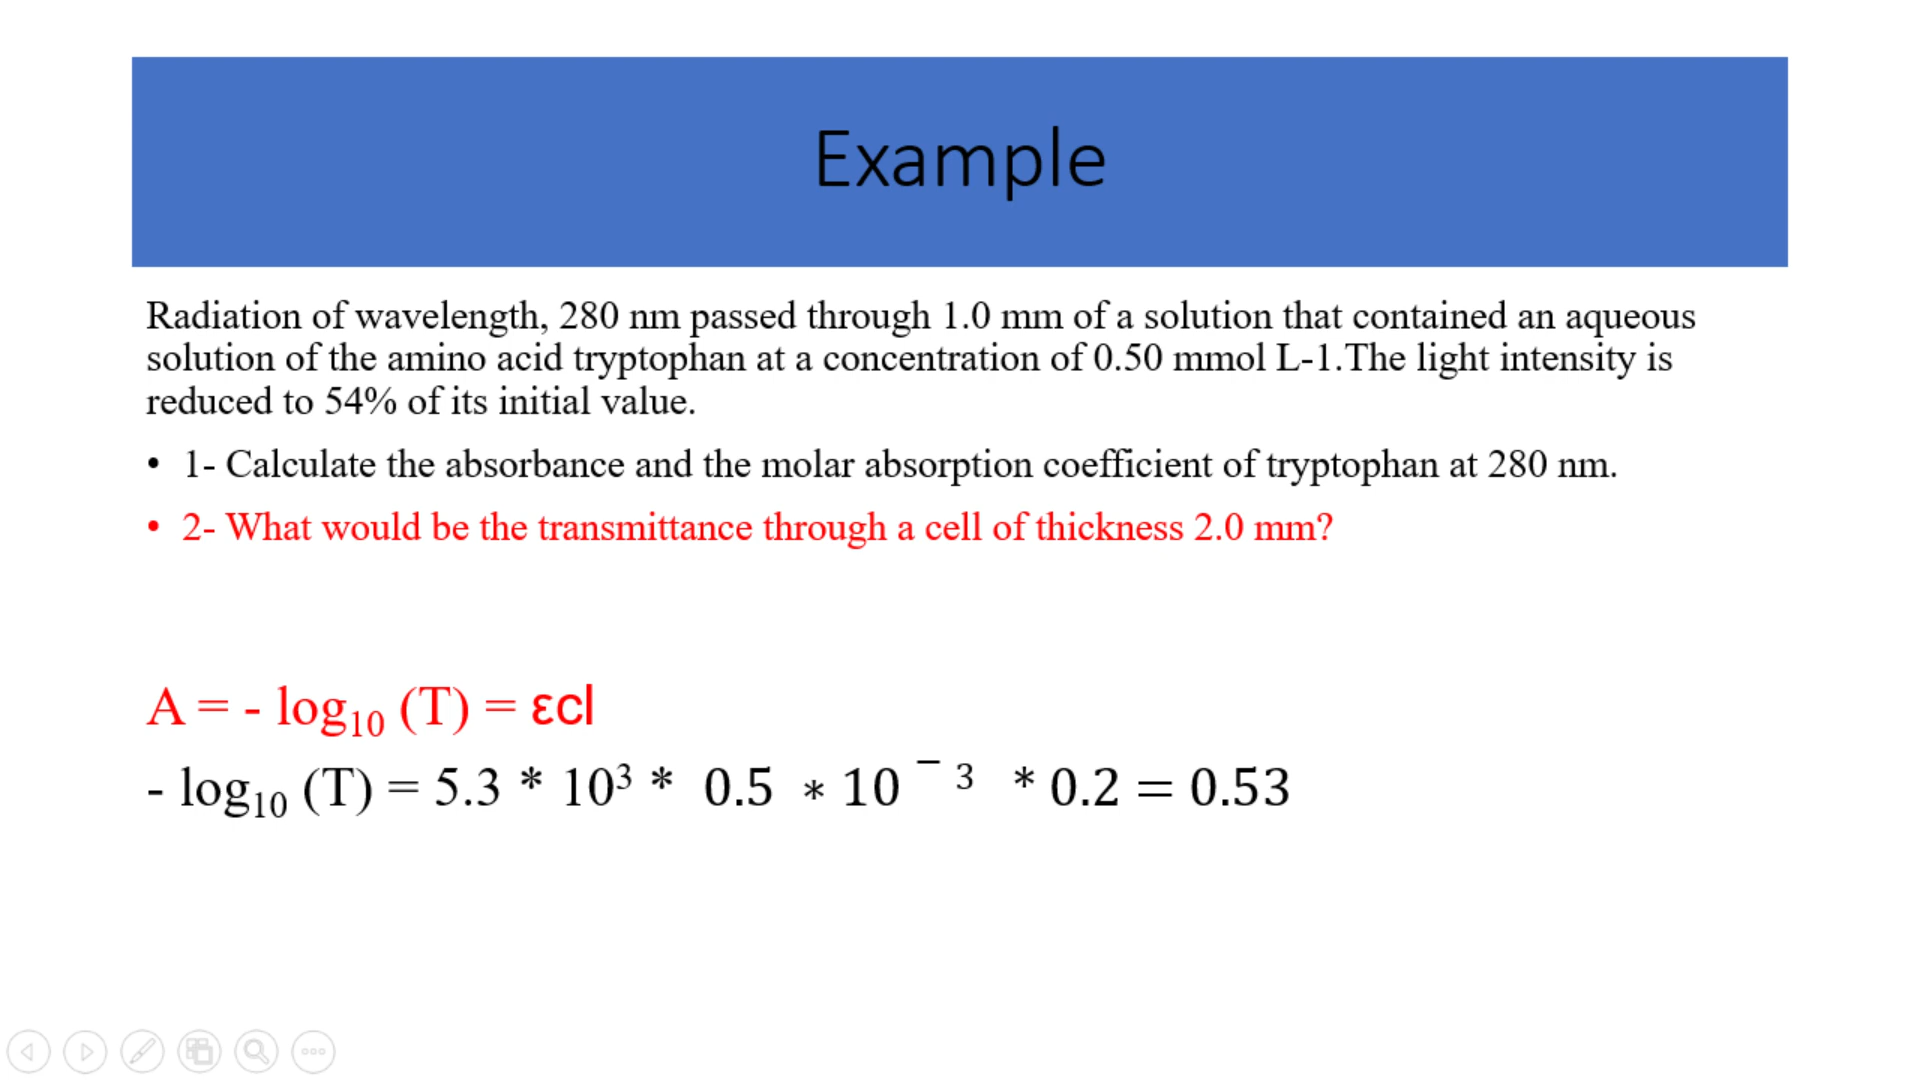 Example
Radiation of wavelength, 280 nm passed through 1.0 mm of a solution that contained an aqueous
solution of the amino acid tryptophan at a concentration of 0.50 mmol L-1.The light intensity is
reduced to 54% of its initial value.
• 1- Calculate the absorbance and the molar absorption coefficient of tryptophan at 280 nm.
• 2- What would be the transmittance through a cell of thickness 2.0 mm?
A = - log₁₀ (T) = εcl
- log₁₀ (T) = 5.3 * 10³ * 0.5 * 10⁻³ * 0.2 = 0.53